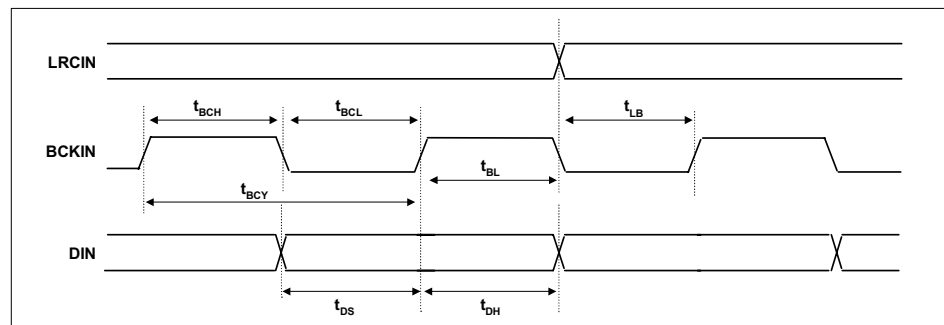 LRCIN
t_BCH
t_BCL
t_LB
BCKIN
t_BL
t_BCY
DIN
t_DS
t_DH